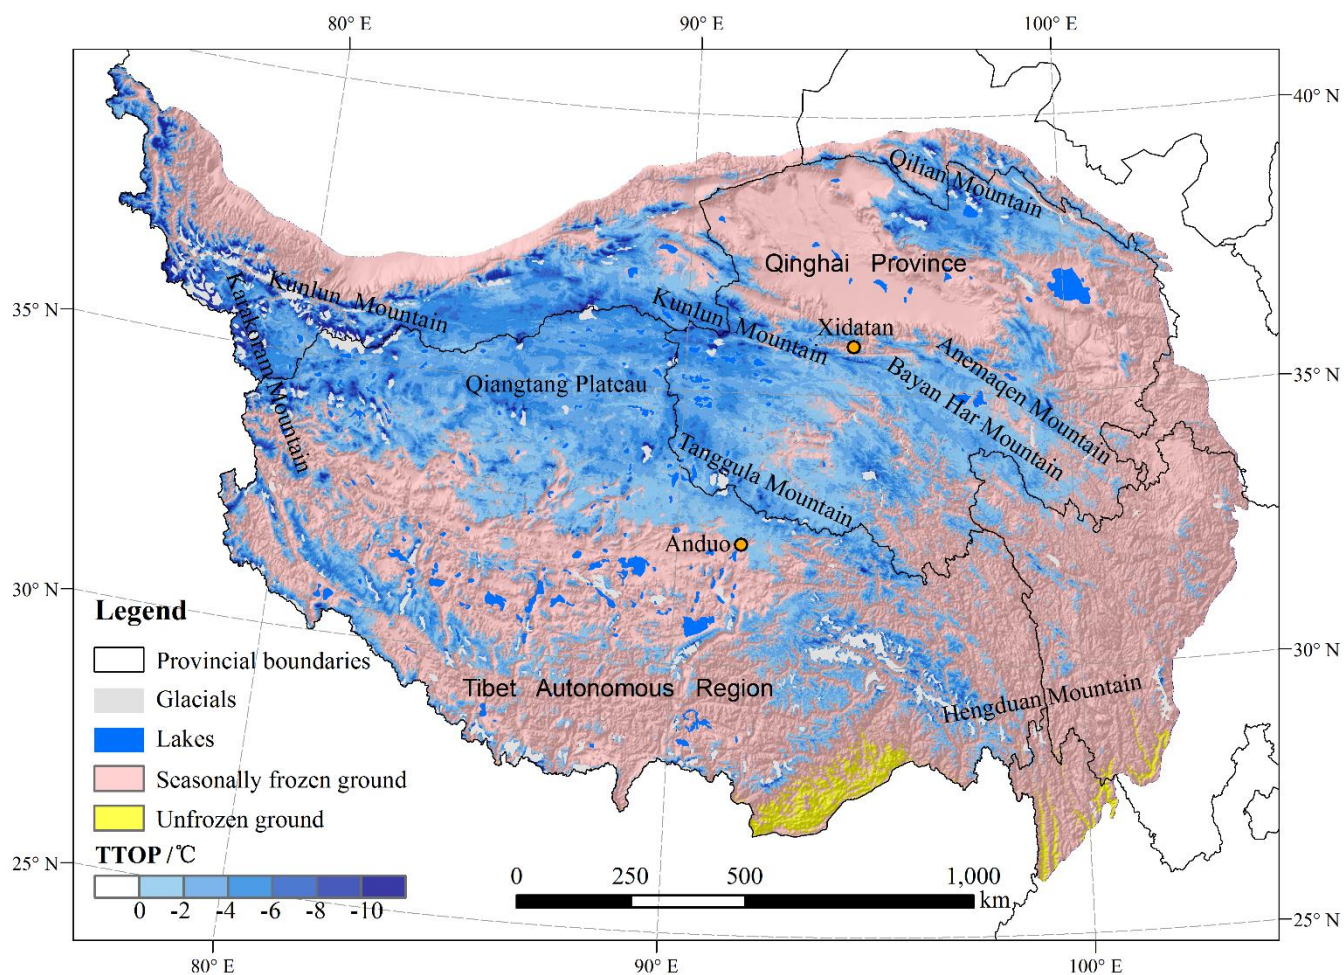 80° E
90° E
100° E
40° N
Qilian Mountain
Qinghai Province
Kunlun Mountain
Karakoram Mountain
Kunlun Mountain
35° N
Xidatan
Anemaqen Mountain
Bayan Har Mountain
35° N
Qiangtang Plateau
Tanggula Mountain
Anduo
30° N
Legend
Provincial boundaries
Glacials
Lakes
Seasonally frozen ground
Unfrozen ground
TTOP /℃
0 -2 -4 -6 -8 -10
Tibet Autonomous Region
Hengduan Mountain
30° N
25° N
0 250 500 1,000
km
25° N
80° E
90° E
100° E